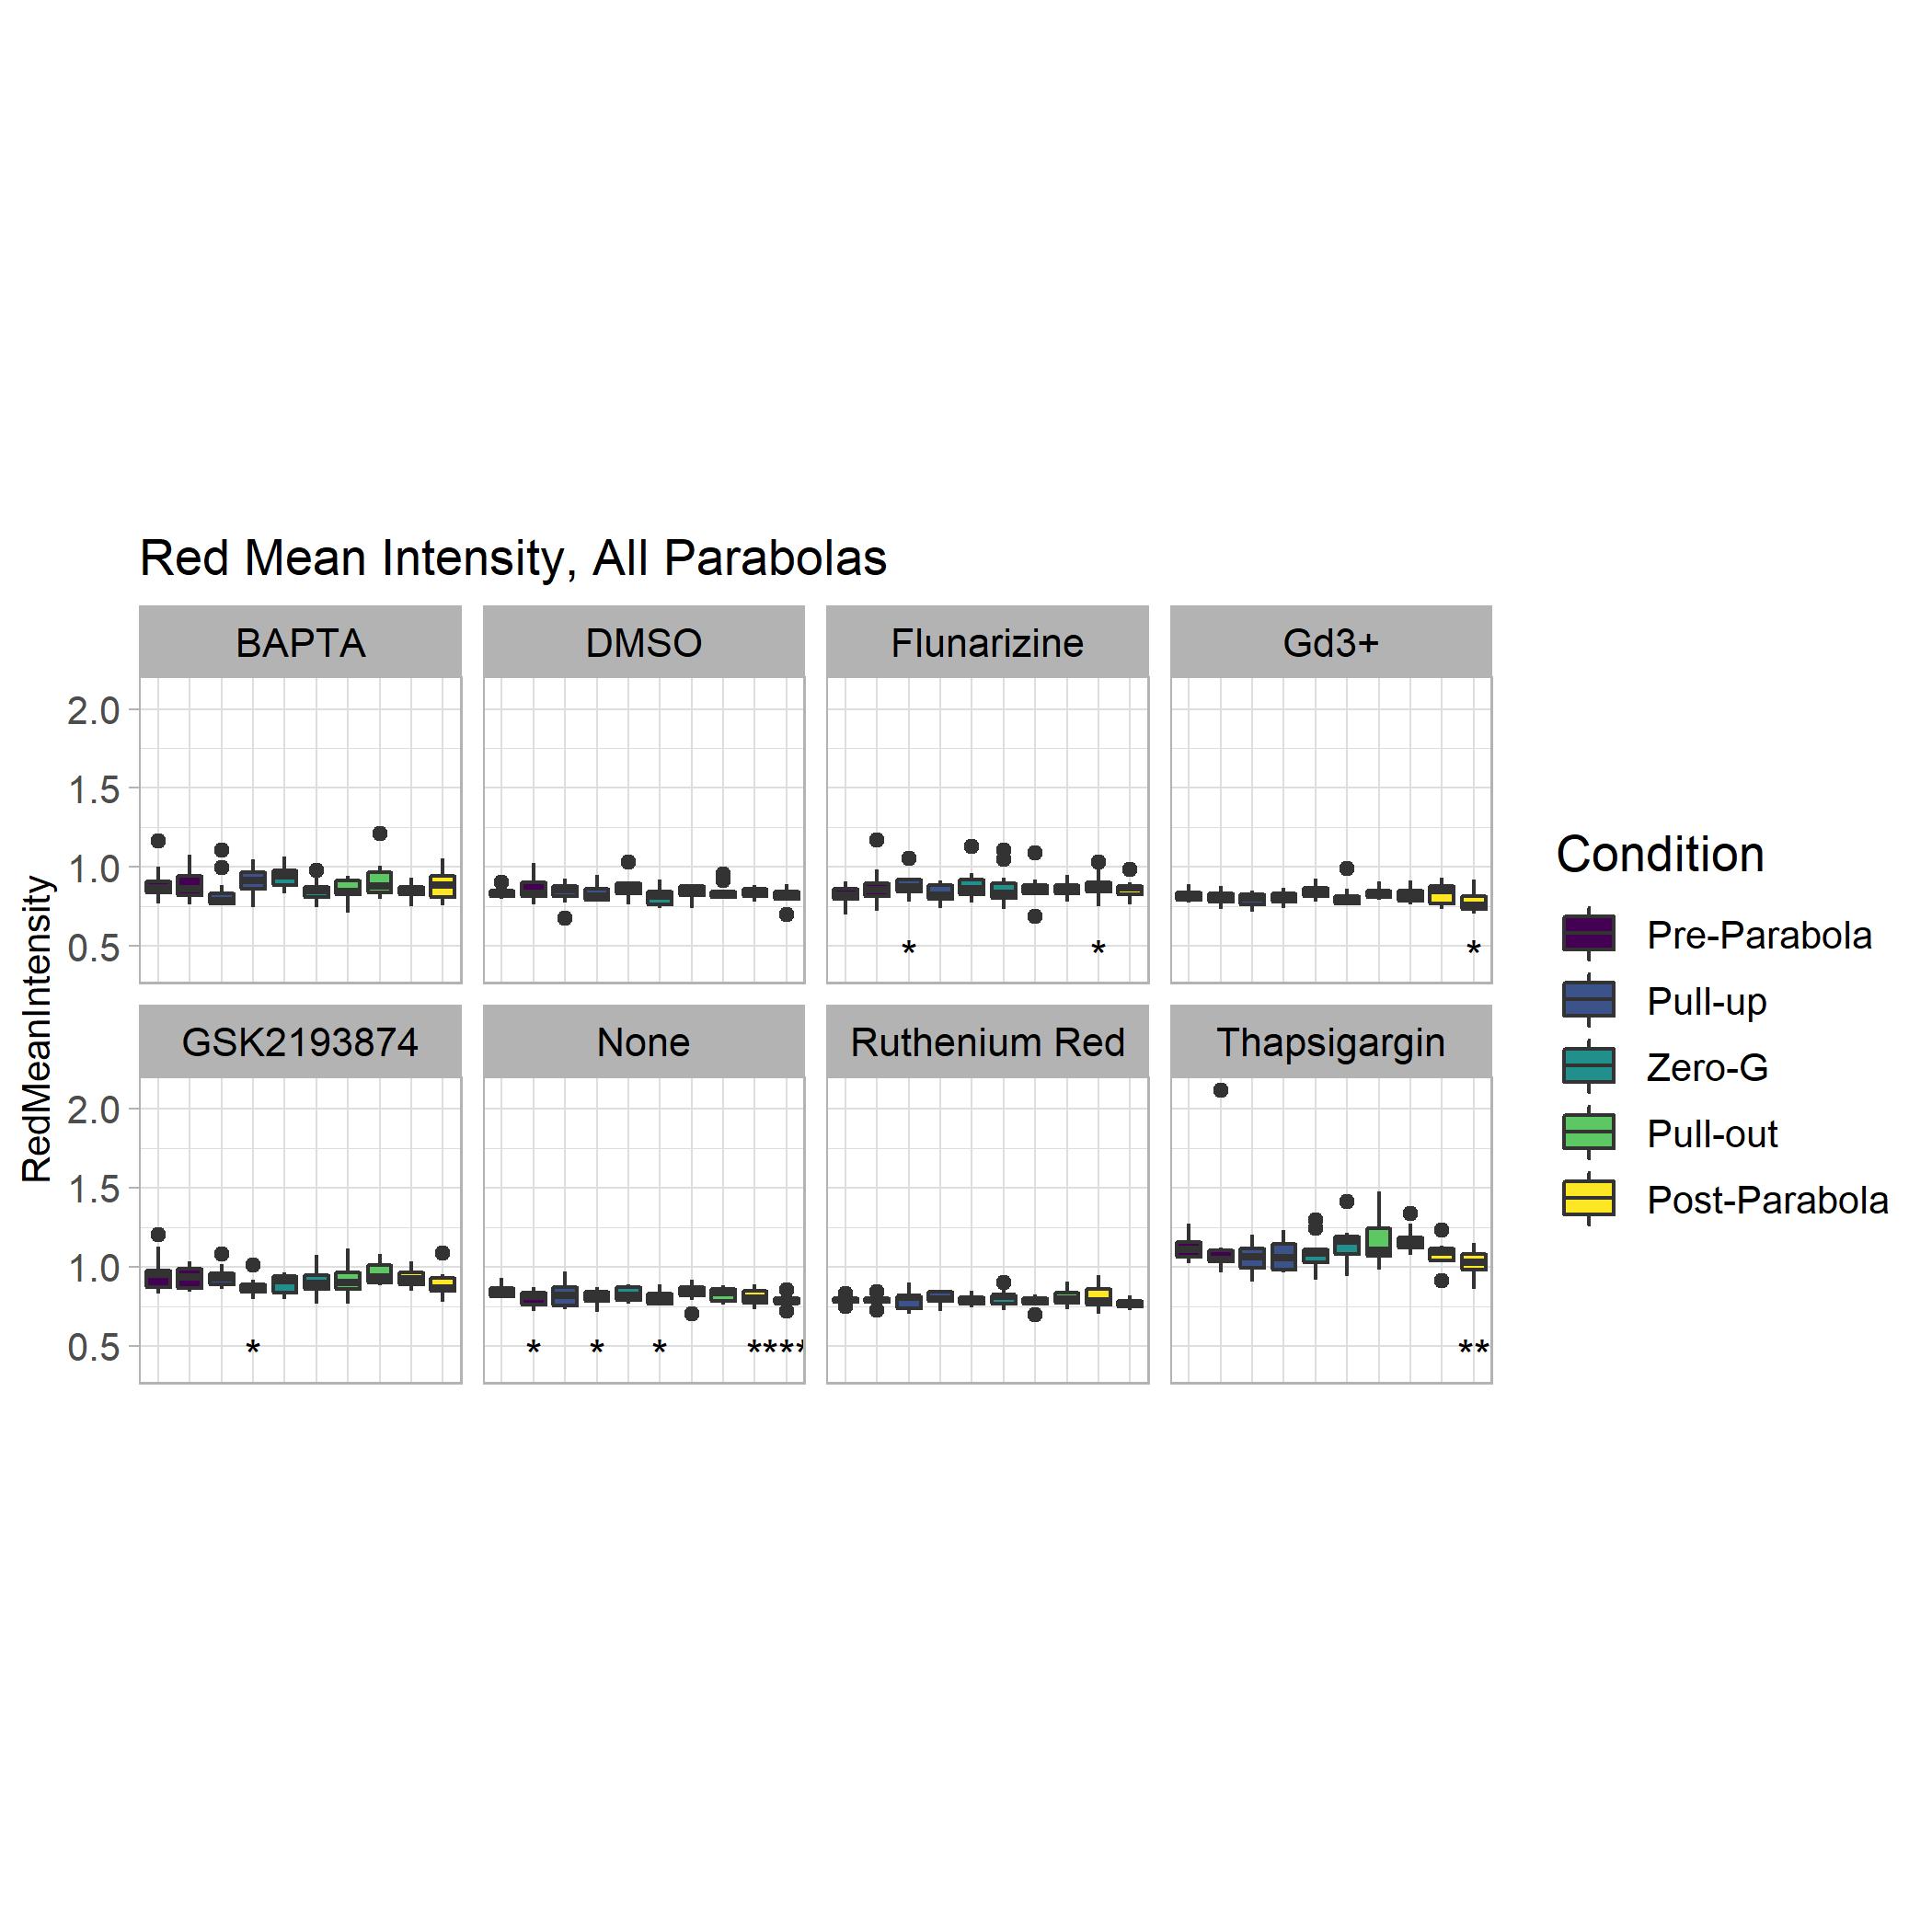 Red Mean Intensity, All Parabolas
BAPTA DMSO Flunarizine Gd3+
2.0
1.5
1.0
0.5
* * *
RedMeanIntensity
GSK2193874 None Ruthenium Red Thapsigargin
2.0
1.5
1.0
0.5
* * * * ***** **
Condition
Pre-Parabola
Pull-up
Zero-G
Pull-out
Post-Parabola